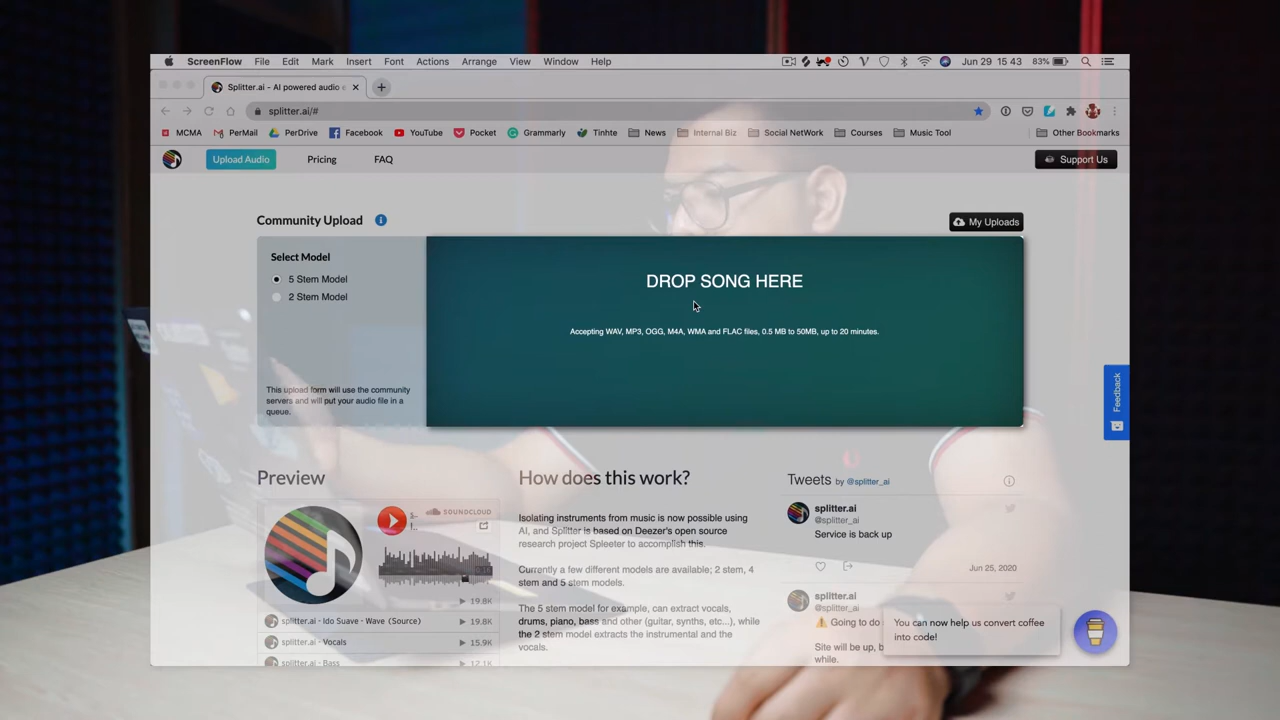 ScreenFlow File Edit Mark Insert Font Actions Arrange View Window Help Jun 29 15 43 83%
Splitter.ai - AI powered audio
splitter.ai/#
MCMA PerMail PerDrive Facebook YouTube Pocket Grammarly Tinhte News Internal Biz Social NetWork Courses Music Tool Other Bookmarks
Upload Audio Pricing FAQ Support Us
Community Upload My Uploads
Select Model
5 Stem Model
2 Stem Model
This upload form will use the community
servers and will put your audio file in a
queue.
DROP SONG HERE
Accepting WAV, MP3, OGG, M4A, WMA and FLAC files, 0.5 MB to 50MB, up to 20 minutes.
Feedback
Preview
SOUNDCLOUD
19.8K
splitter.ai - Ido Suave - Wave (Source) 19.8K
splitter.ai - Vocals 15.9K
splitter.ai - Bass 12.1K
How does this work?
Isolating instruments from music is now possible using
AI, and Splitter is based on Deezer's open source
research project Spleeter to accomplish this.
Currently a few different models are available; 2 stem, 4
stem and 5 stem models.
The 5 stem model for example, can extract vocals,
drums, piano, bass and other (guitar, synths, etc...), while
the 2 stem model extracts the instrumental and the
vocals.
Tweets by @splitter_ai
splitter.ai
@splitter_ai
Service is back up
Jun 25, 2020
splitter.ai
@splitter_ai
Going to do
Site will be up, b
while.
You can now help us convert coffee
into code!